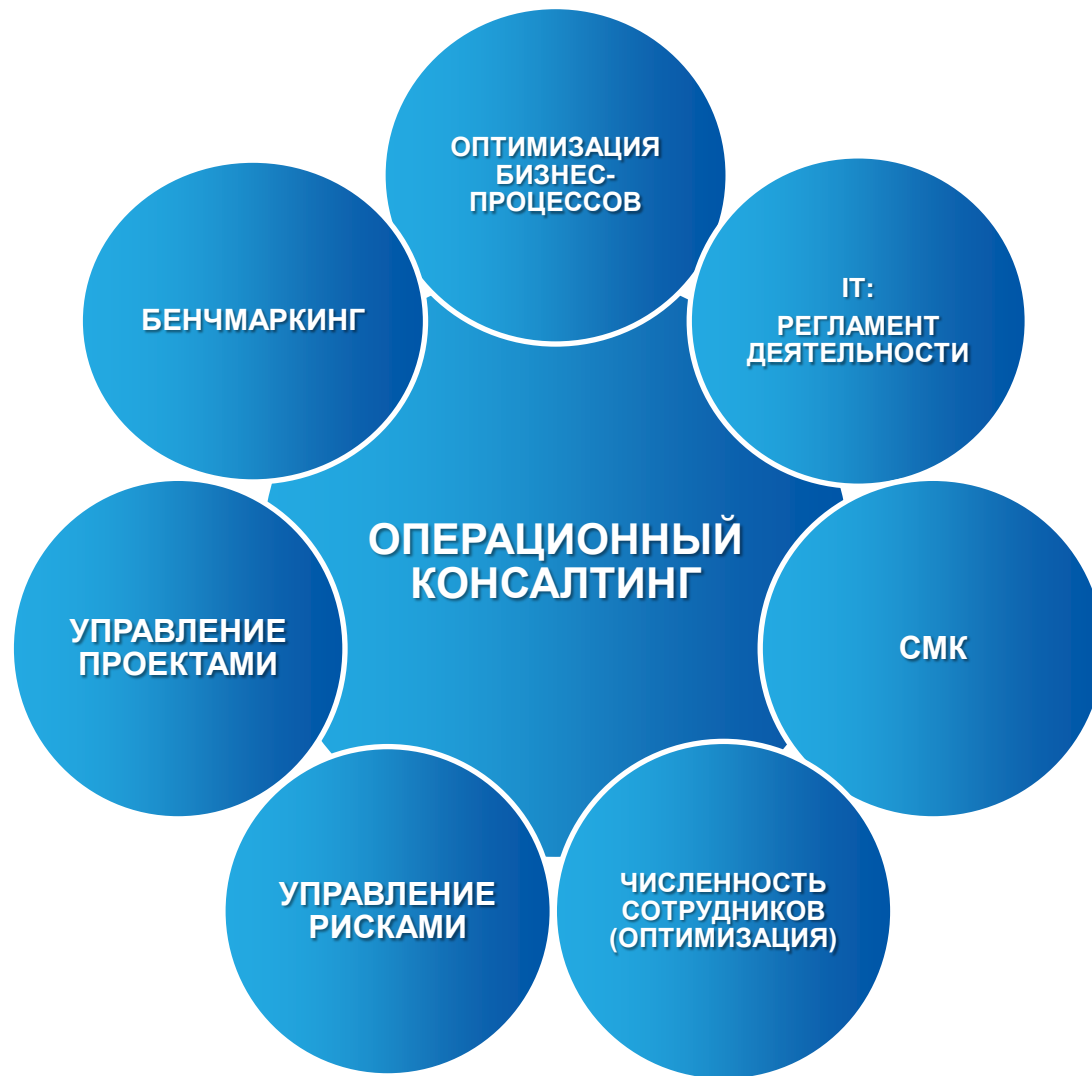 ОПТИМИЗАЦИЯ
БИЗНЕС-
ПРОЦЕССОВ
IT:
РЕГЛАМЕНТ
ДЕЯТЕЛЬНОСТИ
БЕНЧМАРКИНГ
ОПЕРАЦИОННЫЙ
КОНСАЛТИНГ
УПРАВЛЕНИЕ
ПРОЕКТАМИ
СМК
УПРАВЛЕНИЕ
РИСКАМИ
ЧИСЛЕННОСТЬ
СОТРУДНИКОВ
(ОПТИМИЗАЦИЯ)